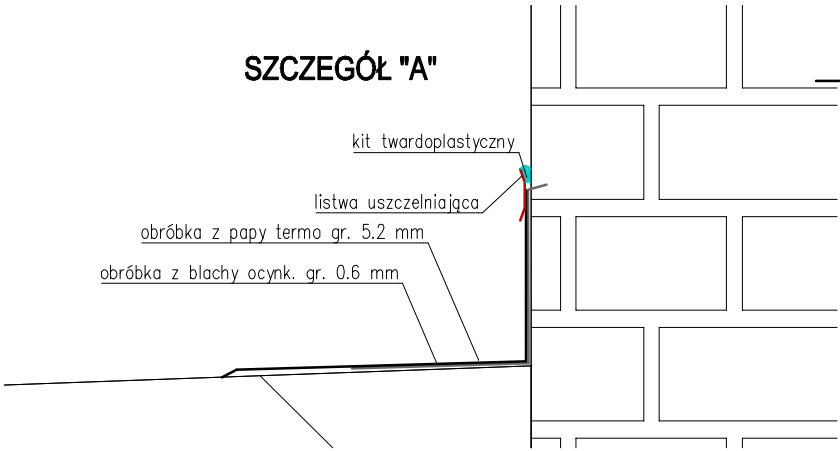 SZCZEGÓŁ "A"
kit twardoplastyczny
listwa uszczelniająca
obróbka z papy termo gr. 5.2 mm
obróbka z blachy ocynk. gr. 0.6 mm